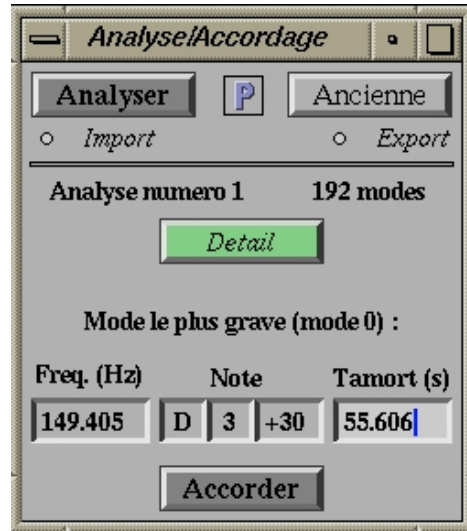 Analyse/Accordage
Analyser P Ancienne
Import Export
Analyse numero 1 192 modes
Detail
Mode le plus grave (mode 0) :
Freq. (Hz) Note Tamort (s)
149.405 D 3 +30 55.606
Accorder